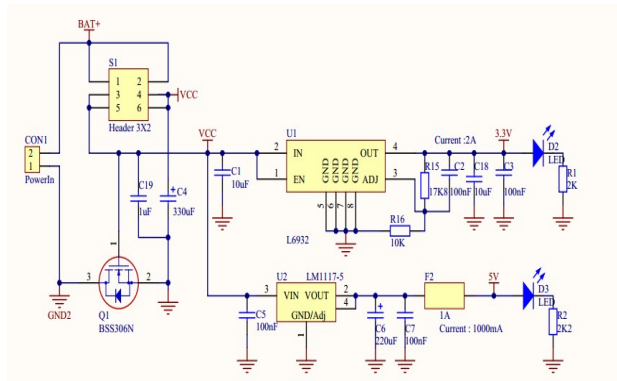 BAT+
S1
1 2
3 4
5 6
VCC
Header 3X2
CON1
2
1
PowerIn
C19
1uF
C4
330uF
1
3
2
GND2
Q1
BSS306N
VCC
C1
10uF
U1
2 IN OUT 4
1 EN ADJ 3
GND GND GND GND
5 6 7 8
L6932
Current :2A
3.3V
R15
17K8
C2
100nF
C18
10uF
C3
100nF
D2
LED
R1
2K
R16
10K
U2 LM1117-5
3 VIN VOUT 2
4
GND/Adj
1
C5
100nF
C6
220uF
C7
100nF
F2
1A
Current : 1000mA
5V
D3
LED
R2
2K2